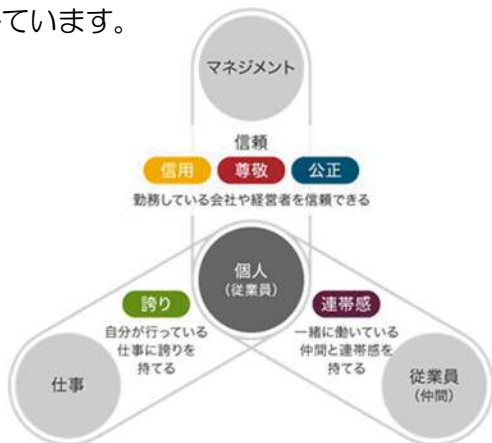 ています。
マネジメント
信頼
信用 尊敬 公正
勤務している会社や経営者を信頼できる
個人
(従業員)
誇り
自分が行っている
仕事に誇りを
持てる
連帯感
一緒に働いている
仲間と連帯感を
持てる
仕事
従業員
(仲間)